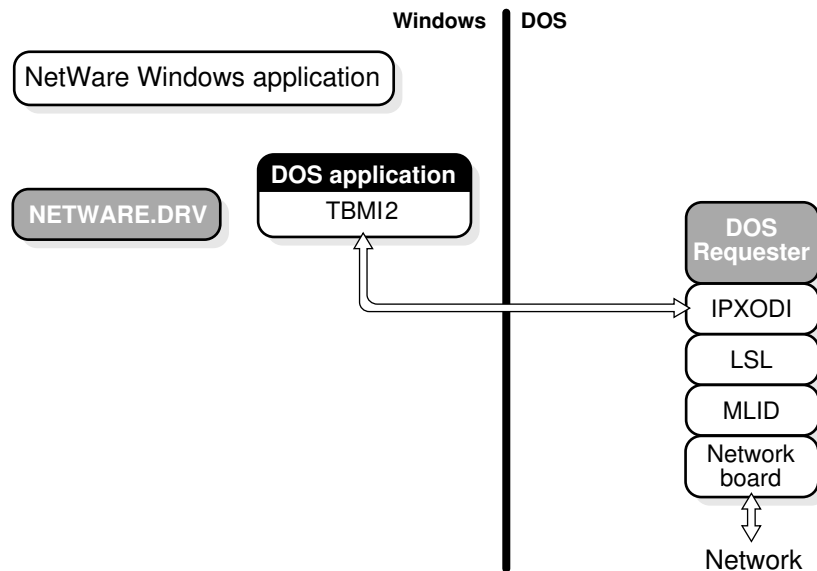 Windows DOS
NetWare Windows application
DOS application
TBMI2
NETWARE.DRV
DOS
Requester
IPXODI
LSL
MLID
Network
board
Network